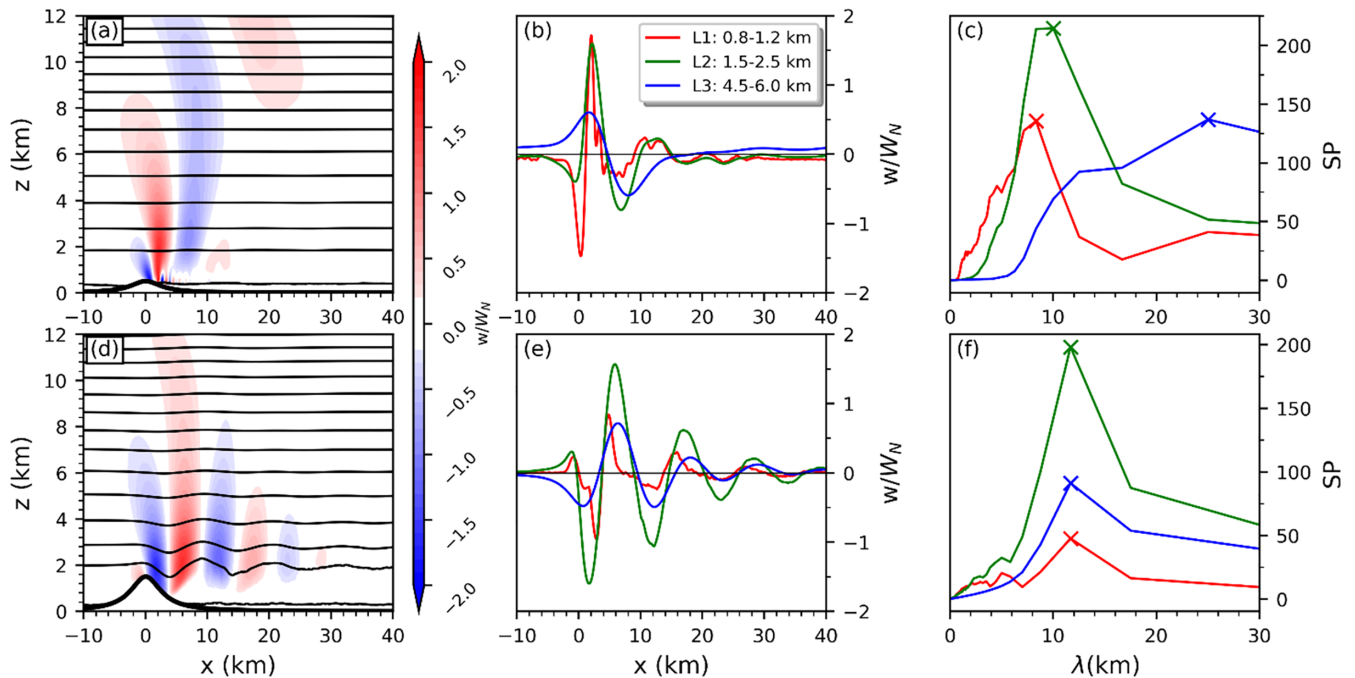 (a)
12
10
8
6
4
2
0
z (km)
−10 0 10 20 30 40
2.0
1.5
1.0
0.5
0.0
−0.5
−1.0
−1.5
−2.0
w/W_N
(b)
L1: 0.8-1.2 km
L2: 1.5-2.5 km
L3: 4.5-6.0 km
2
1
0
−1
−2
w/W_N
−10 0 10 20 30 40
(c)
200
150
100
50
0
SP
0 10 20 30
(d)
12
10
8
6
4
2
0
z (km)
−10 0 10 20 30 40
x (km)
(e)
2
1
0
−1
−2
w/W_N
−10 0 10 20 30 40
x (km)
(f)
200
150
100
50
0
SP
0 10 20 30
λ(km)